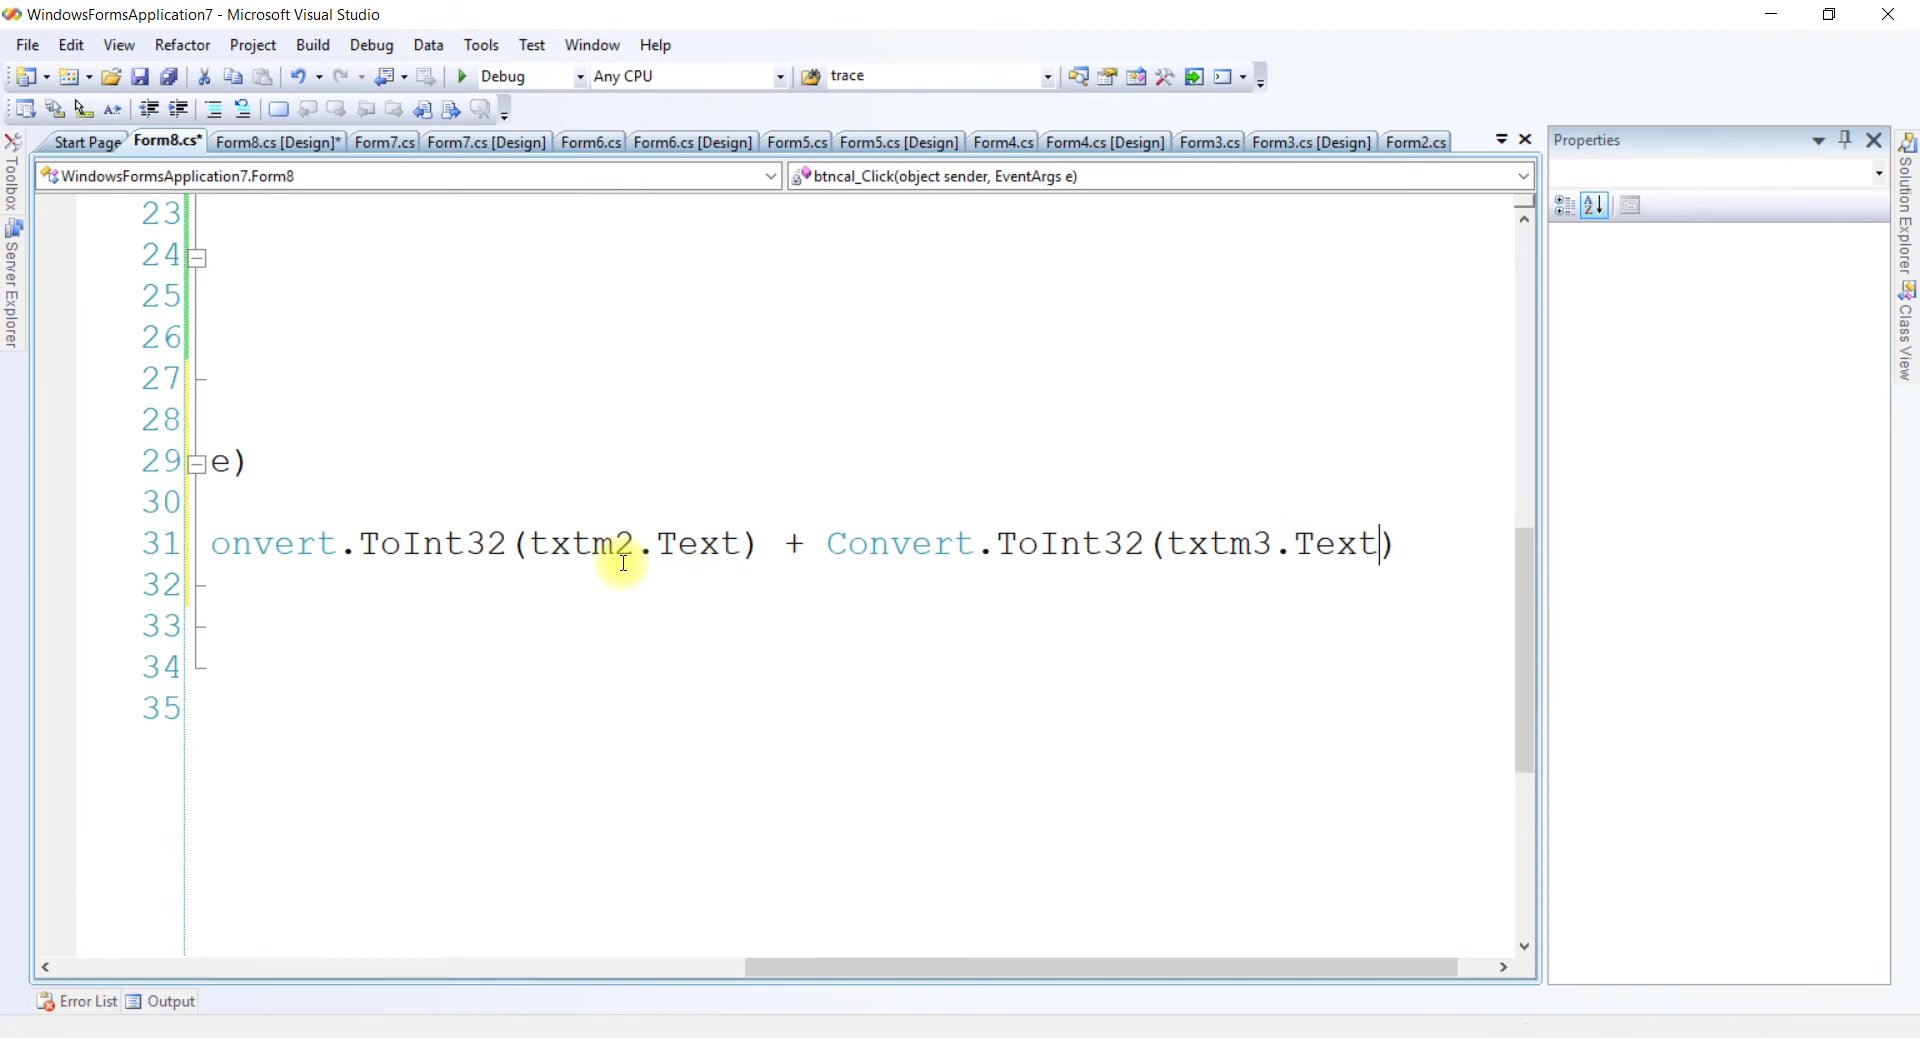 WindowsFormsApplication7 - Microsoft Visual Studio
File Edit View Refactor Project Build Debug Data Tools Test Window Help
Debug Any CPU trace
Start Page Form8.cs* Form8.cs [Design]* Form7.cs Form7.cs [Design] Form6.cs Form6.cs [Design] Form5.cs Form5.cs [Design] Form4.cs Form4.cs [Design] Form3.cs Form3.cs [Design] Form2.cs
Properties
WindowsFormsApplication7.Form8 btncal_Click(object sender, EventArgs e)
Toolbox
Server Explorer
Solution Explorer
Class View
23
24
25
26
27
28
29 e)
30
31 onvert.ToInt32(txtm2.Text) + Convert.ToInt32(txtm3.Text)
32
33
34
35
Error List Output